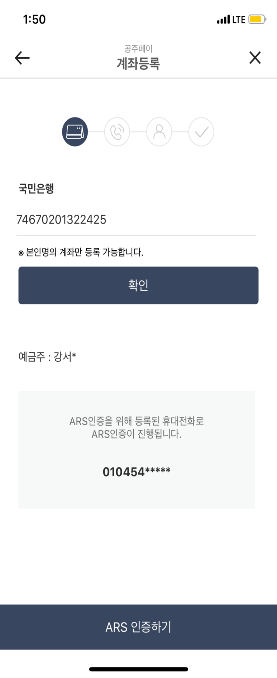 1:50
LTE
공주페이
계좌등록
국민은행
74670201322425
※ 본인명의 계좌만 등록 가능합니다.
확인
예금주 : 강서*
ARS인증을 위해 등록된 휴대전화로
ARS인증이 진행됩니다.
010454*****
ARS 인증하기